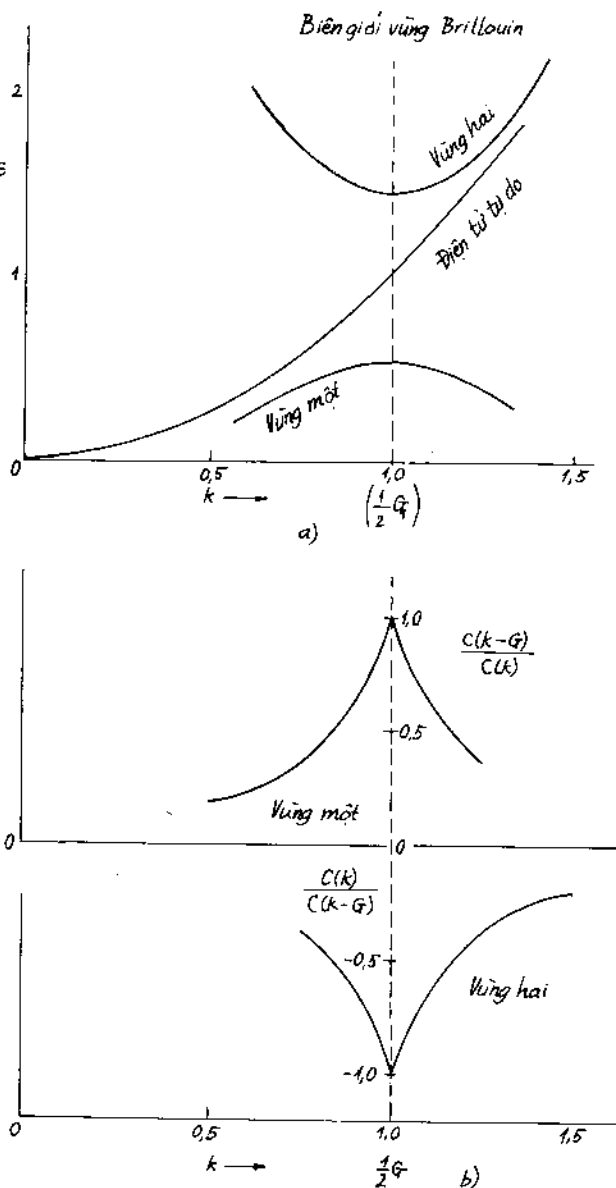 Biên giới vùng Brillouin
2
Vùng hai
ε
Điện tử tự do
1
Vùng một
0
0,5
1,0
1,5
k →
(1/2 G)
a)
1,0
C(k-G)/C(k)
0,5
Vùng một
0
0
C(k)/C(k-G)
-0,5
Vùng hai
-1,0
0
0,5
1,0
1,5
k →
1/2 G
b)